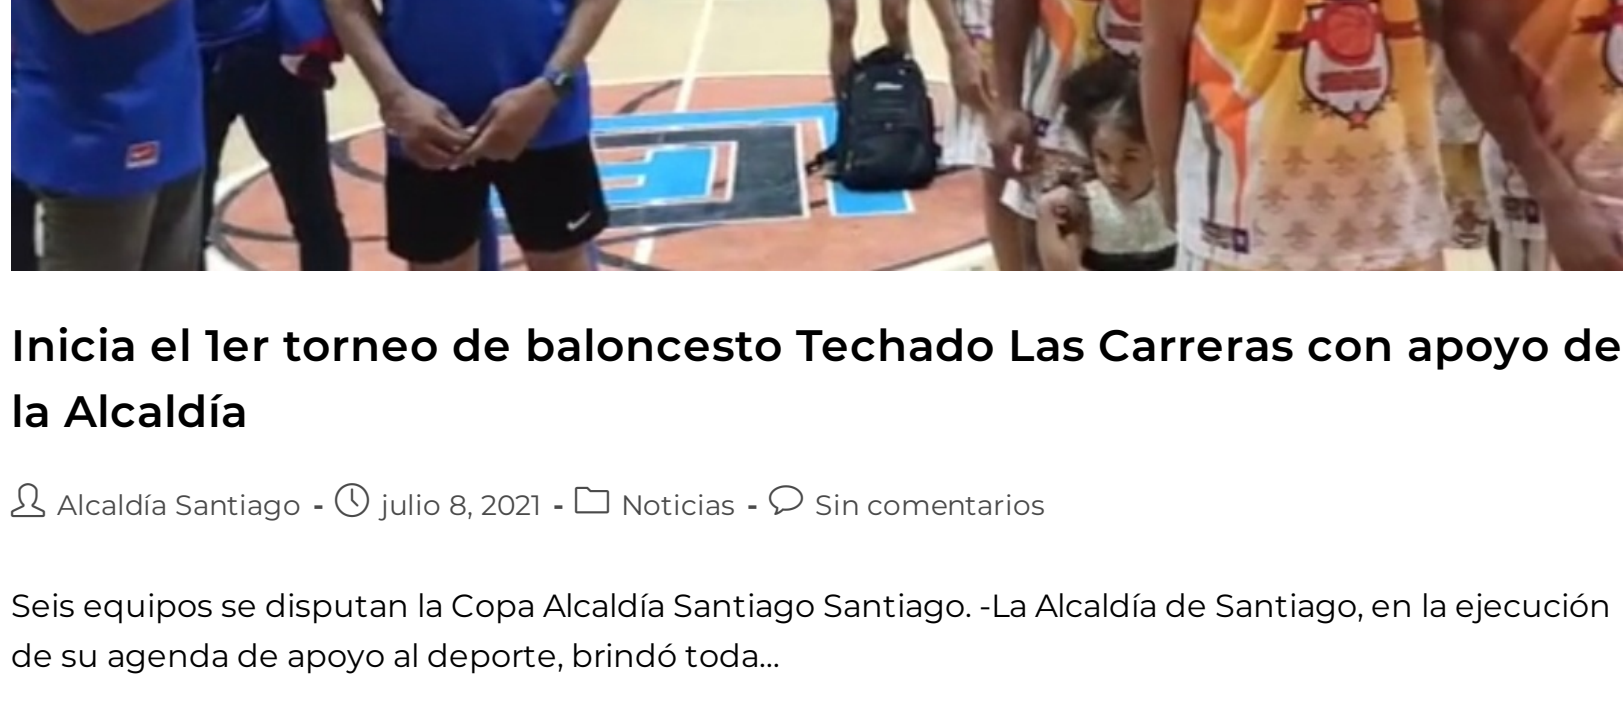 Inicia el 1er torneo de baloncesto Techado Las Carreras con apoyo de
la Alcaldía
Alcaldía Santiago - julio 8, 2021 - Noticias - Sin comentarios
Seis equipos se disputan la Copa Alcaldía Santiago Santiago. -La Alcaldía de Santiago, en la ejecución
de su agenda de apoyo al deporte, brindó toda...